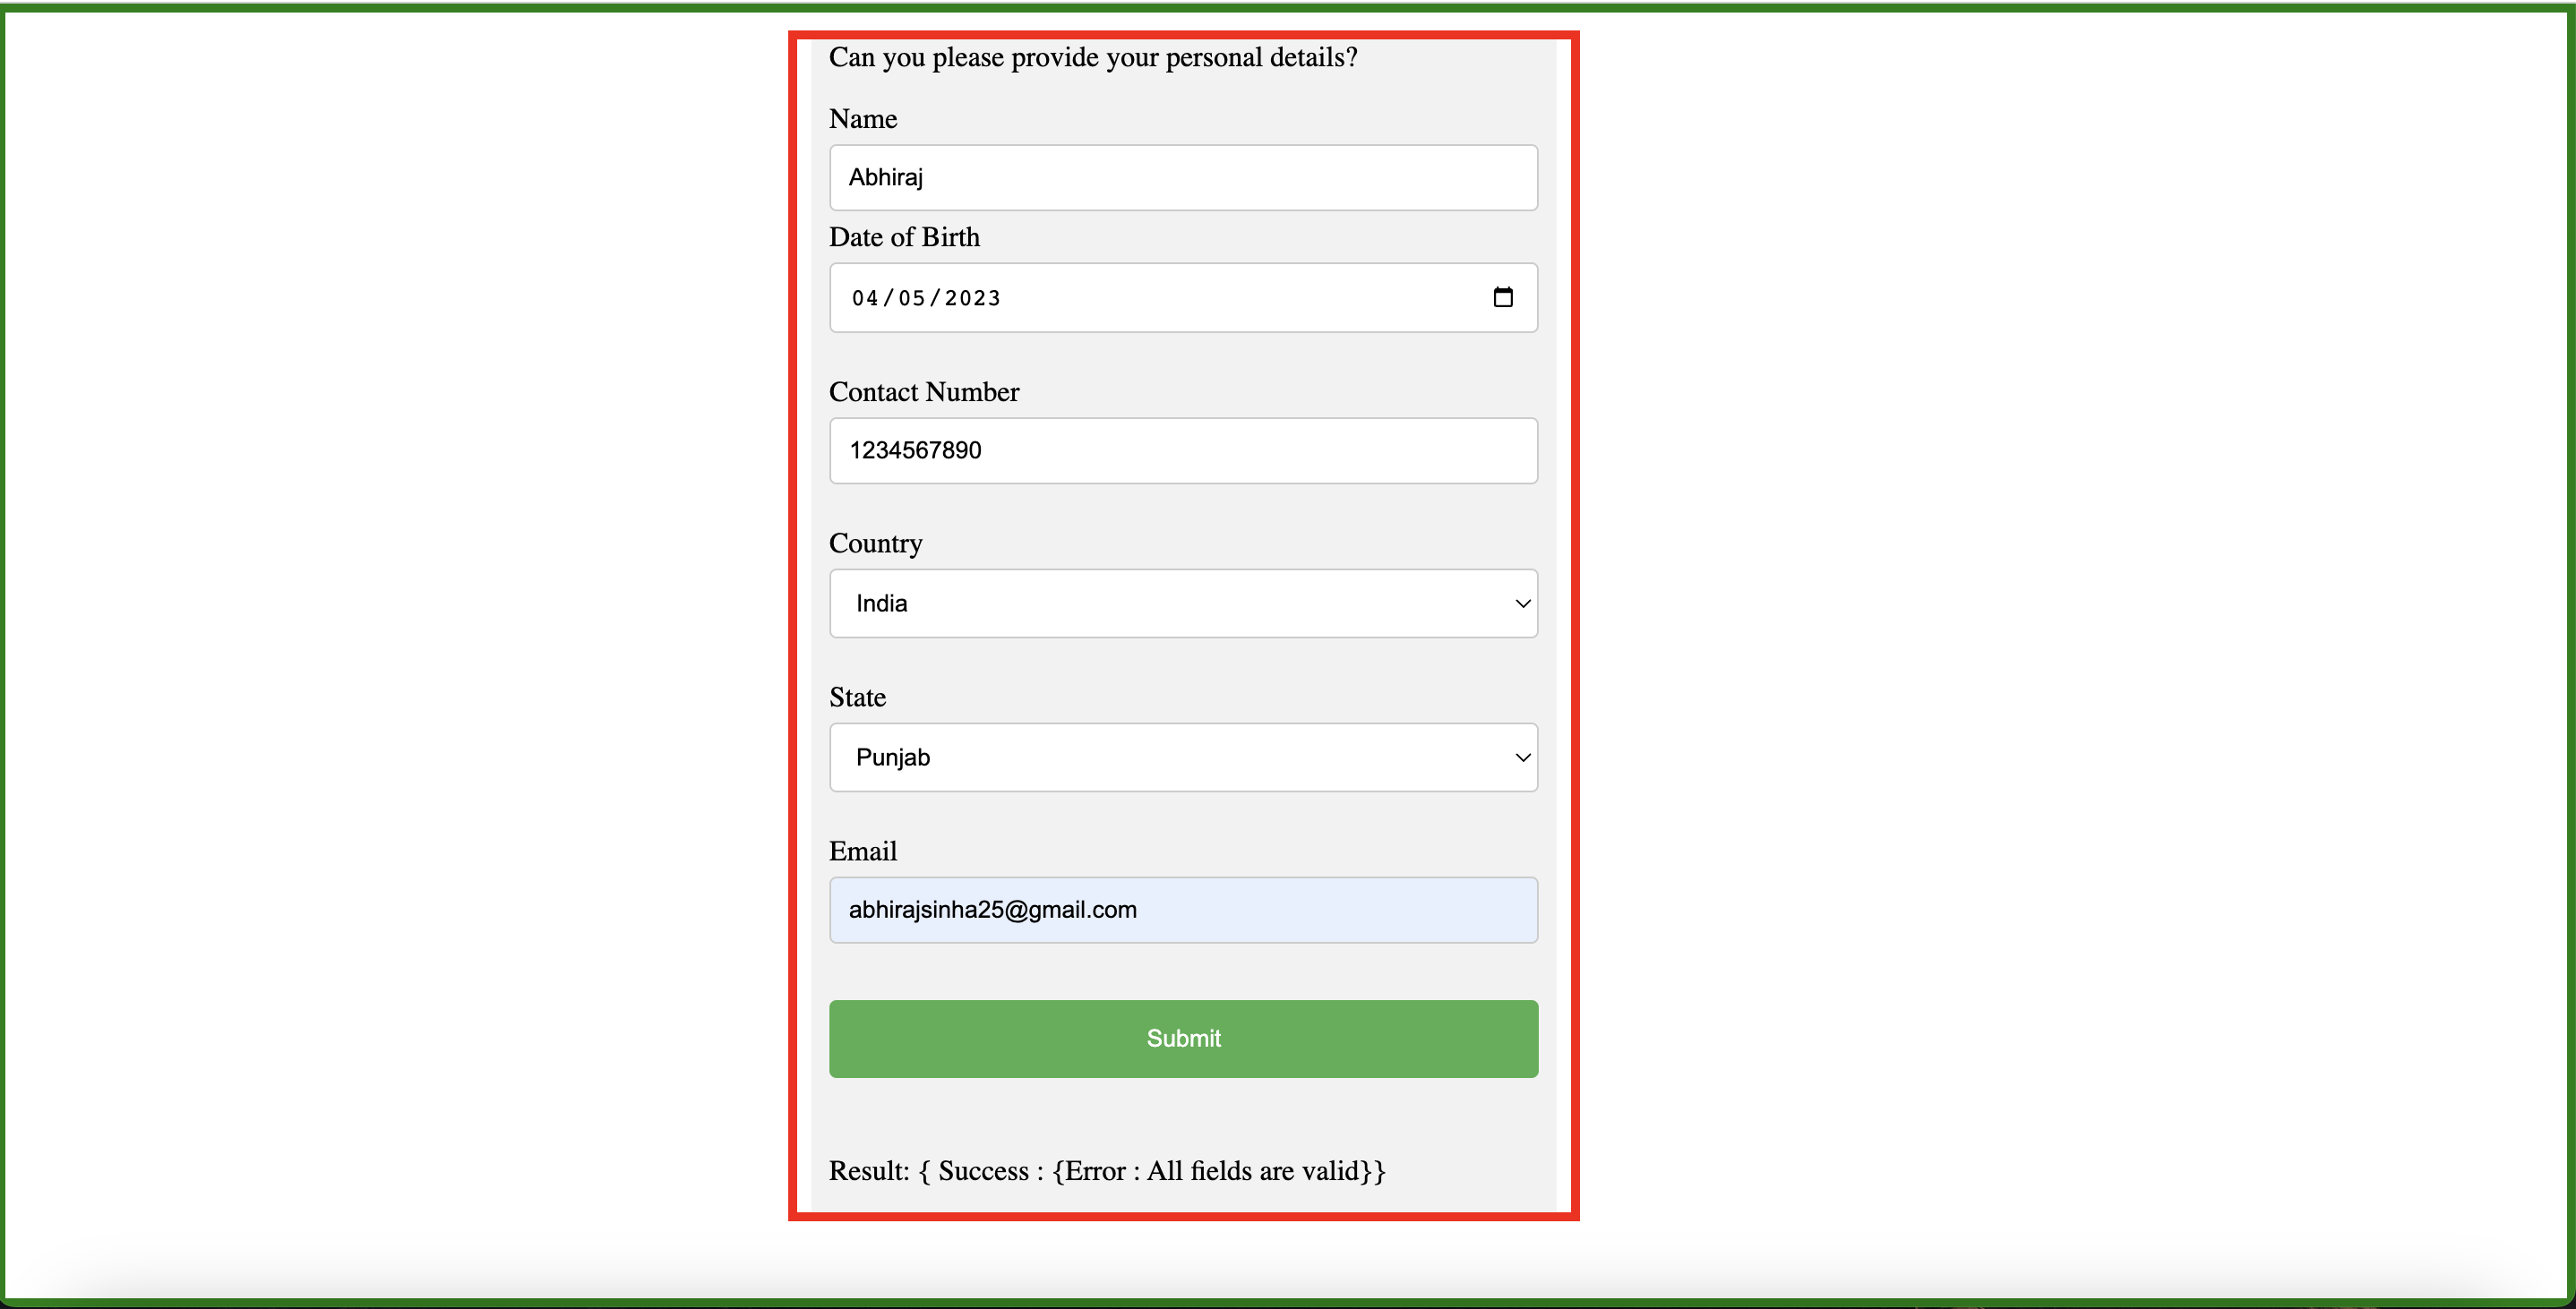 Can you please provide your personal details?
Name
Abhiraj
Date of Birth
04/05/2023
Contact Number
1234567890
Country
India
State
Punjab
Email
abhirajsinha25@gmail.com
Submit
Result: { Success : {Error : All fields are valid}}